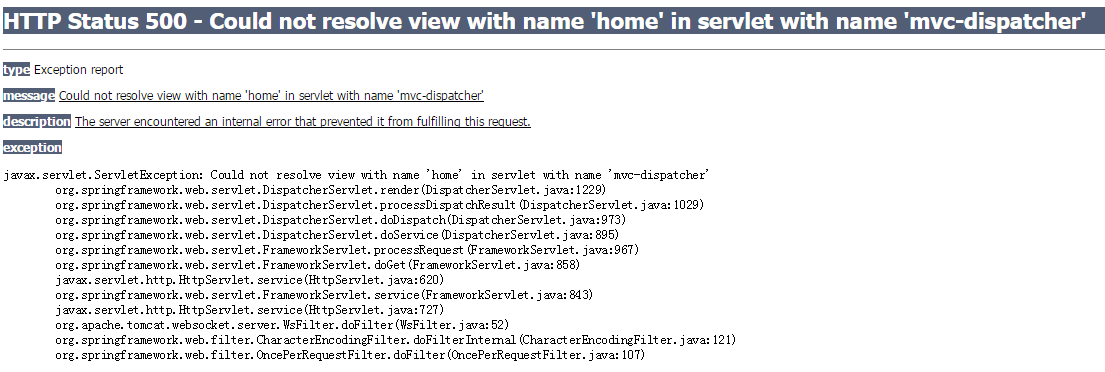 HTTP Status 500 - Could not resolve view with name 'home' in servlet with name 'mvc-dispatcher'
type Exception report
message Could not resolve view with name 'home' in servlet with name 'mvc-dispatcher'
description The server encountered an internal error that prevented it from fulfilling this request.
exception
javax.servlet.ServletException: Could not resolve view with name 'home' in servlet with name 'mvc-dispatcher'
org.springframework.web.servlet.DispatcherServlet.render(DispatcherServlet.java:1229)
org.springframework.web.servlet.DispatcherServlet.processDispatchResult(DispatcherServlet.java:1029)
org.springframework.web.servlet.DispatcherServlet.doDispatch(DispatcherServlet.java:973)
org.springframework.web.servlet.DispatcherServlet.doService(DispatcherServlet.java:895)
org.springframework.web.servlet.FrameworkServlet.processRequest(FrameworkServlet.java:967)
org.springframework.web.servlet.FrameworkServlet.doGet(FrameworkServlet.java:858)
javax.servlet.http.HttpServlet.service(HttpServlet.java:620)
org.springframework.web.servlet.FrameworkServlet.service(FrameworkServlet.java:843)
javax.servlet.http.HttpServlet.service(HttpServlet.java:727)
org.apache.tomcat.websocket.server.WsFilter.doFilter(WsFilter.java:52)
org.springframework.web.filter.CharacterEncodingFilter.doFilterInternal(CharacterEncodingFilter.java:121)
org.springframework.web.filter.OncePerRequestFilter.doFilter(OncePerRequestFilter.java:107)